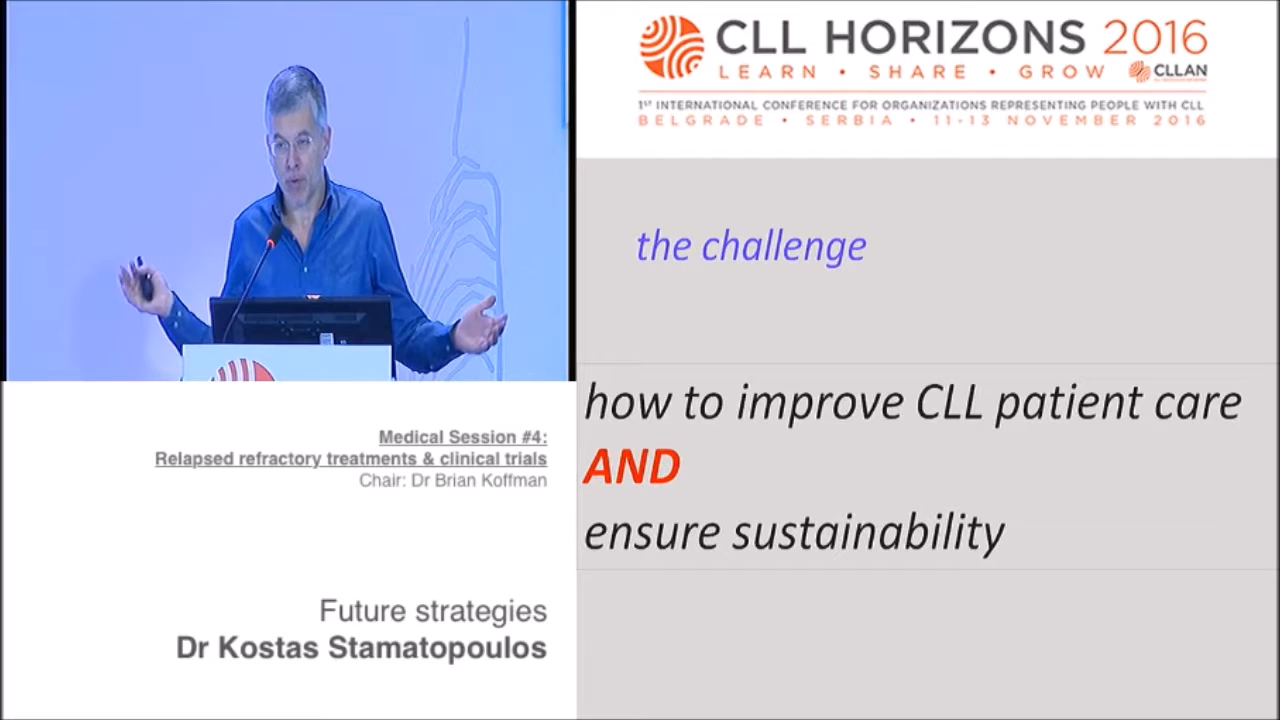 Medical Session #4:
Relapsed refractory treatments & clinical trials
Chair: Dr Brian Koffman
Future strategies
Dr Kostas Stamatopoulos
CLL HORIZONS 2016
LEARN • SHARE • GROW
CLLAN
1ST INTERNATIONAL CONFERENCE FOR ORGANIZATIONS REPRESENTING PEOPLE WITH CLL
BELGRADE • SERBIA • 11-13 NOVEMBER 2016
the challenge
how to improve CLL patient care
AND
ensure sustainability